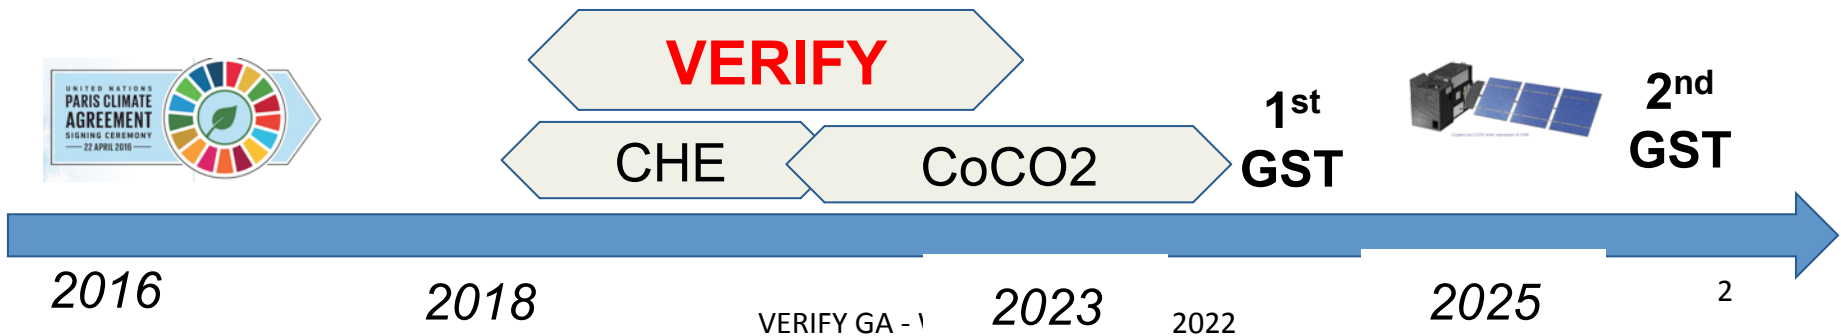 VERIFY
UNITED NATIONS
PARIS CLIMATE
AGREEMENT
SIGNING CEREMONY
22 APRIL 2016
CHE
CoCO2
1st
GST
2nd
GST
2016
2018
2023
2025
VERIFY GA -
2022
2